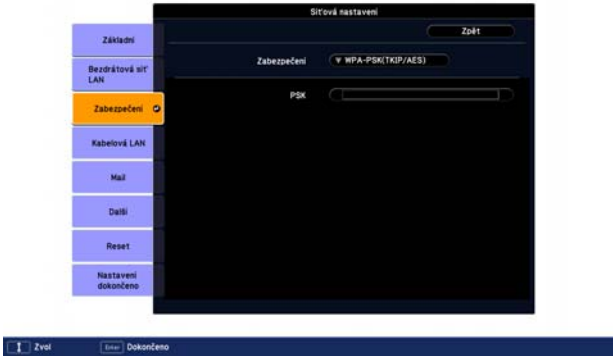 Síťová nastavení
Zpět
Základní
Bezdrátová síť
LAN
Zabezpečení
Kabelová LAN
Mail
Další
Reset
Nastavení
dokončeno
Zabezpečení
WPA-PSK(TKIP/AES)
PSK
Zvol
Enter Dokončeno